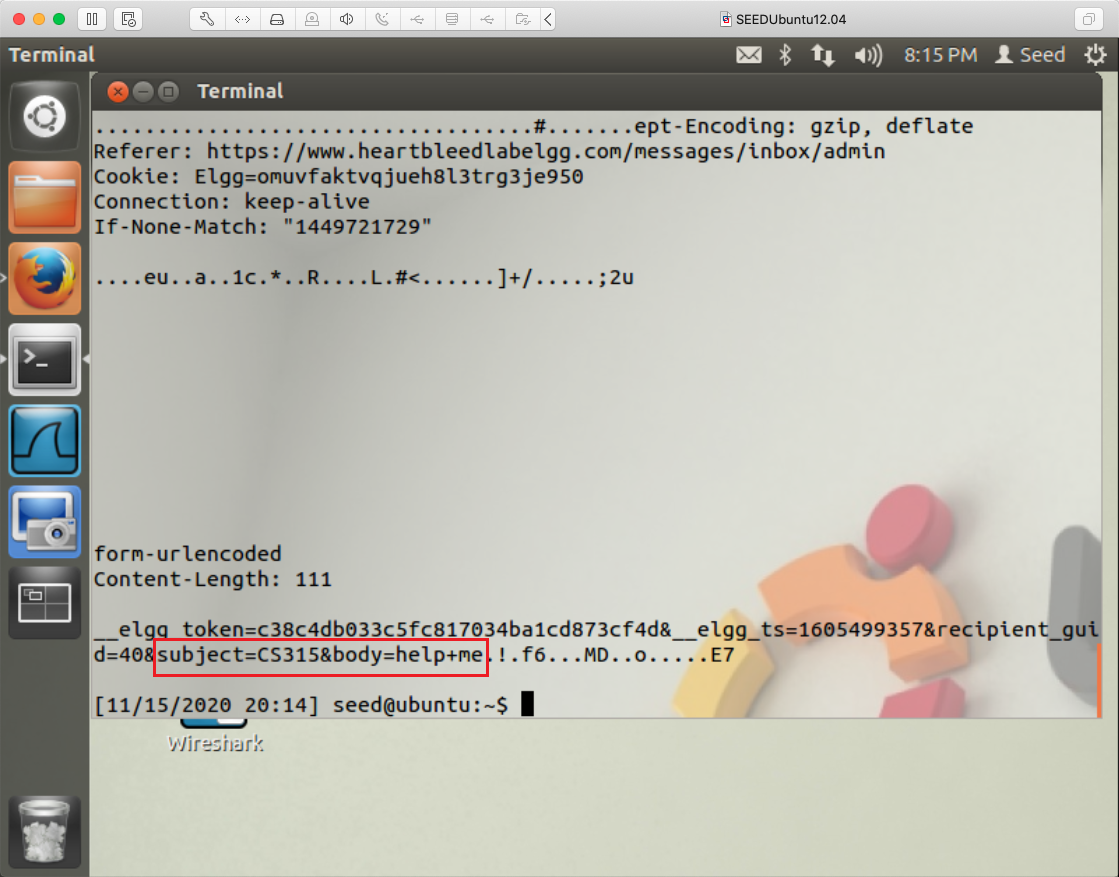 SEEDUbuntu12.04
Terminal
8:15 PM
Seed
Terminal
..................................#.......ept-Encoding: gzip, deflate
Referer: https://www.heartbleedlabelgg.com/messages/inbox/admin
Cookie: Elgg=omuvfaktvqjueh8l3trg3je950
Connection: keep-alive
If-None-Match: "1449721729"
....eu..a..1c.*..R....L.#<......]+/.....;2u
form-urlencoded
Content-Length: 111
__elgg_token=c38c4db033c5fc817034ba1cd873cf4d&__elgg_ts=1605499357&recipient_gui
d=40&subject=CS315&body=help+me.!.f6...MD..o.....E7
[11/15/2020 20:14] seed@ubuntu:~$
Wireshark